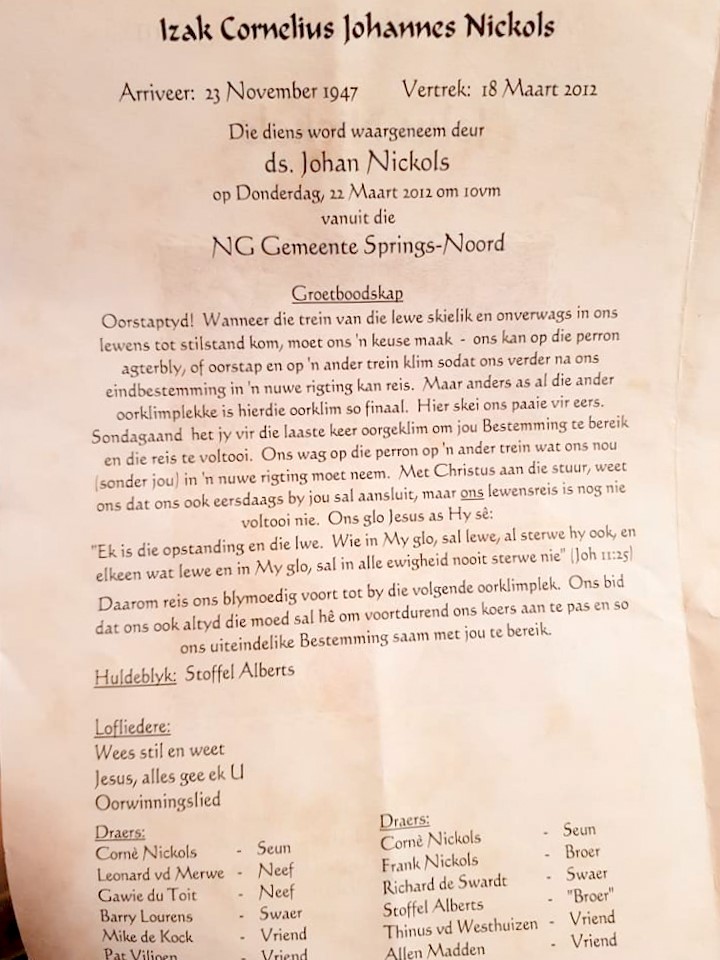 Izak Cornelius Johannes Nickols
Arriveer: 23 November 1947 Vertrek: 18 Maart 2012
Die diens word waargeneem deur
ds. Johan Nickols
op Donderdag, 22 Maart 2012 om 10vm
vanuit die
NG Gemeente Springs-Noord
Groetboodskap
Oorstaptyd! Wanneer die trein van die lewe skielik en onverwags in ons
lewens tot stilstand kom, moet ons 'n keuse maak - ons kan op die perron
agterbly, of oorstap en op 'n ander trein klim sodat ons verder na ons
eindbestemming in 'n nuwe rigting kan reis. Maar anders as al die ander
oorklimplekke is hierdie oorklim so finaal. Hier skei ons paaie vir eers.
Sondagaand het jy vir die laaste keer oorgeklim om jou Bestemming te bereik
en die reis te voltooi. Ons wag op die perron op 'n ander trein wat ons nou
(sonder jou) in 'n nuwe rigting moet neem. Met Christus aan die stuur, weet
ons dat ons ook eersdaags by jou sal aansluit, maar ons lewensreis is nog nie
voltooi nie. Ons glo Jesus as Hy sê:
"Ek is die opstanding en die lwe. Wie in My glo, sal lewe, al sterwe hy ook, en
elkeen wat lewe en in My glo, sal in alle ewigheid nooit sterwe nie" (Joh 11:25)
Daarom reis ons blymoedig voort tot by die volgende oorklimplek. Ons bid
dat ons ook altyd die moed sal hê om voortdurend ons koers aan te pas en so
ons uiteindelike Bestemming saam met jou te bereik.
Huldeblyk: Stoffel Alberts
Lofliedere:
Wees stil en weet
Jesus, alles gee ek U
Oorwinningslied
Draers:
Cornè Nickols - Seun
Leonard vd Merwe - Neef
Gawie du Toit - Neef
Barry Lourens - Swaer
Mike de Kock - Vriend
Pat Viljoen - Vriend
Draers:
Cornè Nickols - Seun
Frank Nickols - Broer
Richard de Swardt - Swaer
Stoffel Alberts - "Broer"
Thinus vd Westhuizen - Vriend
Allen Madden - Vriend